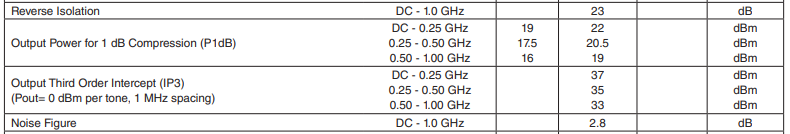 Reverse Isolation DC - 1.0 GHz 23 dB
DC - 0.25 GHz 19 22 dBm
Output Power for 1 dB Compression (P1dB) 0.25 - 0.50 GHz 17.5 20.5 dBm
0.50 - 1.00 GHz 16 19 dBm
DC - 0.25 GHz 37 dBm
Output Third Order Intercept (IP3)
0.25 - 0.50 GHz 35 dBm
(Pout= 0 dBm per tone, 1 MHz spacing)
0.50 - 1.00 GHz 33 dBm
Noise Figure DC - 1.0 GHz 2.8 dB